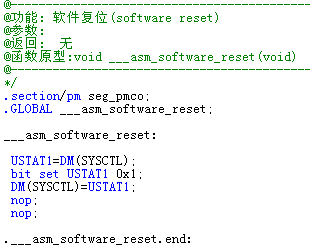 @----------------------------------------
@功能: 软件复位(software reset)
@参数:
@返回: 无
@函数原型:void ___asm_software_reset(void)
@----------------------------------------
*/
.section/pm seg_pmco;
.GLOBAL ___asm_software_reset;
___asm_software_reset:
USTAT1=DM(SYSCTL);
bit set USTAT1 0x1;
DM(SYSCTL)=USTAT1;
nop;
nop;
.___asm_software_reset.end: